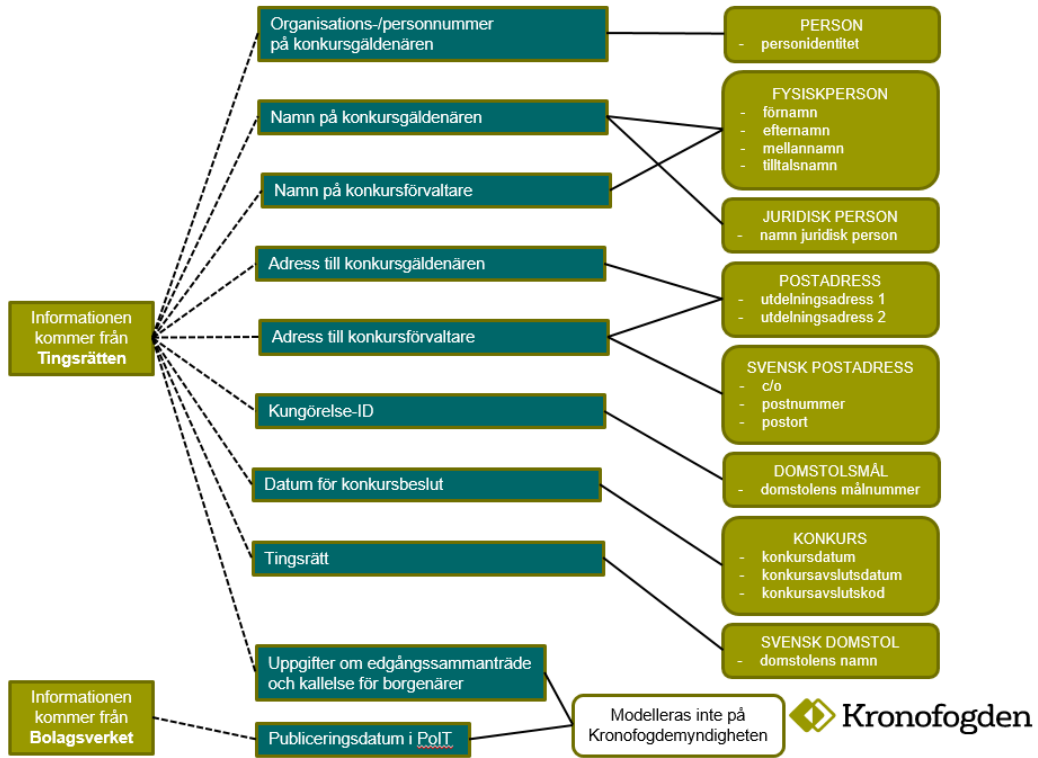 Organisations-/personnummer
på konkursgäldenären
Namn på konkursgäldenären
Namn på konkursförvaltare
Adress till konkursgäldenären
Informationen
kommer från
Tingsrätten
Adress till konkursförvaltare
Kungörelse-ID
Datum för konkursbeslut
Tingsrätt
Uppgifter om edgångssammanträde
och kallelse för borgenärer
Informationen
kommer från
Bolagsverket
Publiceringsdatum i PoIT
PERSON
- personidentitet
FYSISKPERSON
- förnamn
- efternamn
- mellannamn
- tilltalsnamn
JURIDISK PERSON
- namn juridisk person
POSTADRESS
- utdelningsadress 1
- utdelningsadress 2
SVENSK POSTADRESS
- c/o
- postnummer
- postort
DOMSTOLSMÅL
- domstolens målnummer
KONKURS
- konkursdatum
- konkursavslutsdatum
- konkursavslutskod
SVENSK DOMSTOL
- domstolens namn
Modelleras inte på
Kronofogdemyndigheten
Kronofogden